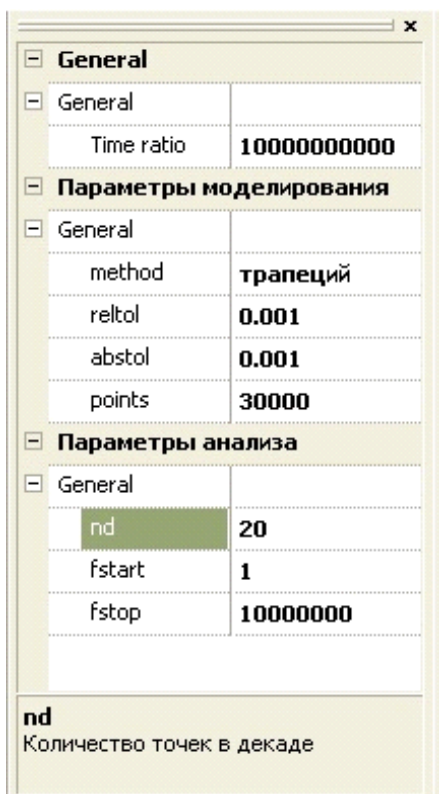 General
General
Time ratio 10000000000
Параметры моделирования
General
method трапеций
reltol 0.001
abstol 0.001
points 30000
Параметры анализа
General
nd 20
fstart 1
fstop 10000000
nd
Количество точек в декаде